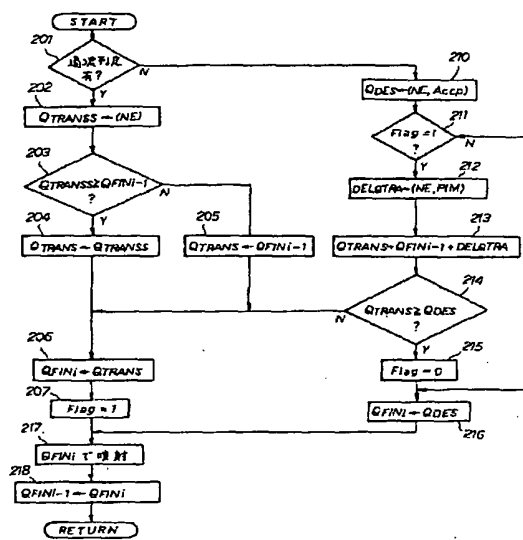 START
201
過渡判定
有?
N
Y
202
QTRANSS←(NE)
203
QTRANSS≥QFINi-1
?
N
Y
204
QTRANS←QTRANSS
205
QTRANS←QFINi-1
206
QFINi←QTRANS
207
Flag=1
217
QFINiで噴射
218
QFINi-1←QFINi
RETURN
210
QDES←(NE, Accp)
211
Flag=1
?
N
Y
212
DELQTRA←(NE,PIM)
213
QTRANS←QFINi-1+DELQTRA
214
QTRANS≥QDES
?
N
Y
215
Flag=0
QFINi←QDES
216